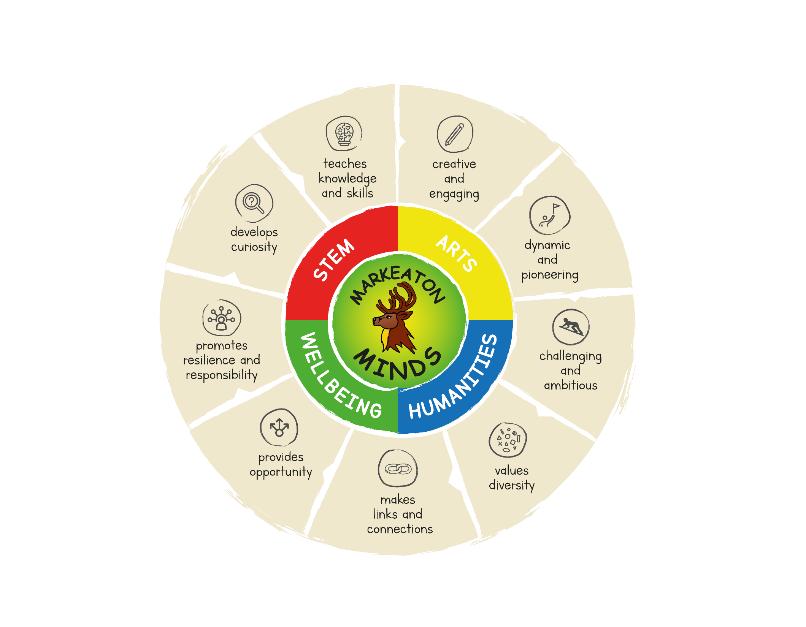 teaches
knowledge
and skills
creative
and
engaging
dynamic
and
pioneering
challenging
and
ambitious
values
diversity
makes
links and
connections
provides
opportunity
promotes
resilience and
responsibility
develops
curiosity
STEM
ARTS
HUMANITIES
WELLBEING
MARKEATON
MINDS
?